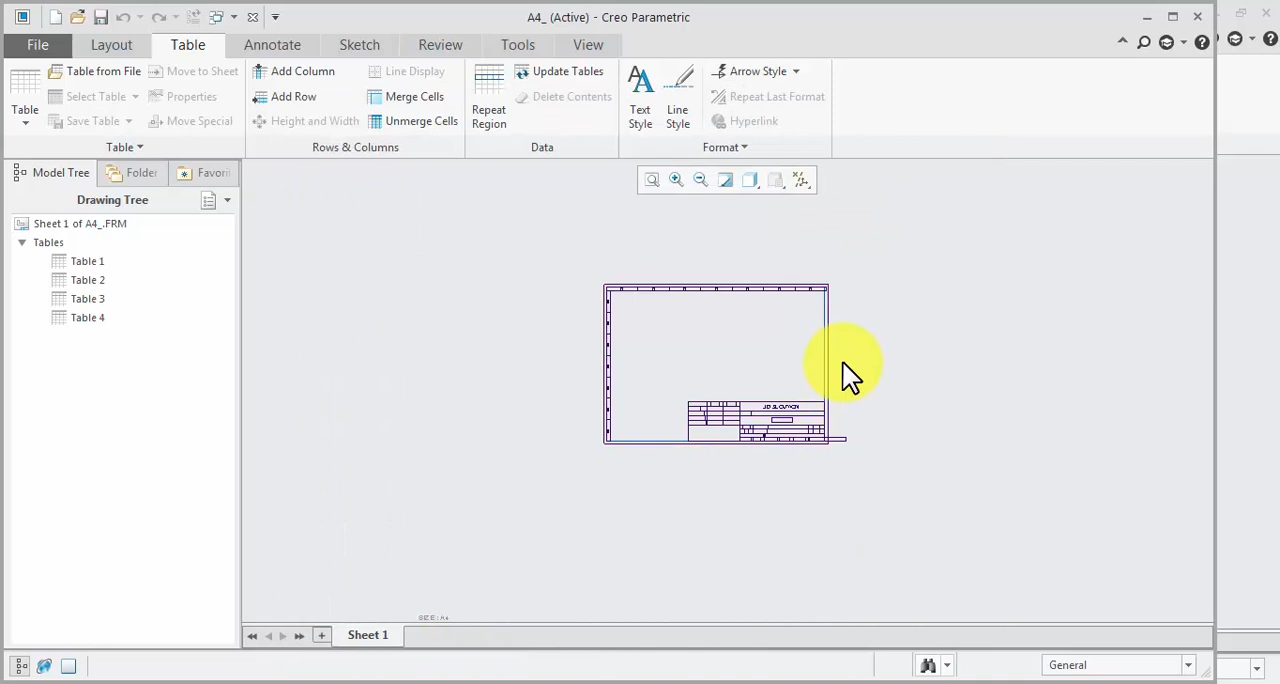 A4_ (Active) - Creo Parametric
File
Layout
Table
Annotate
Sketch
Review
Tools
View
Table
Table from File
Select Table
Save Table
Move to Sheet
Properties
Move Special
Table
Add Column
Add Row
Height and Width
Line Display
Merge Cells
Unmerge Cells
Rows & Columns
Repeat
Region
Update Tables
Delete Contents
Data
Text
Style
Line
Style
Arrow Style
Repeat Last Format
Hyperlink
Format
Model Tree
Folder
Favori
Drawing Tree
Sheet 1 of A4_.FRM
Tables
Table 1
Table 2
Table 3
Table 4
SIZE : A4
Sheet 1
General